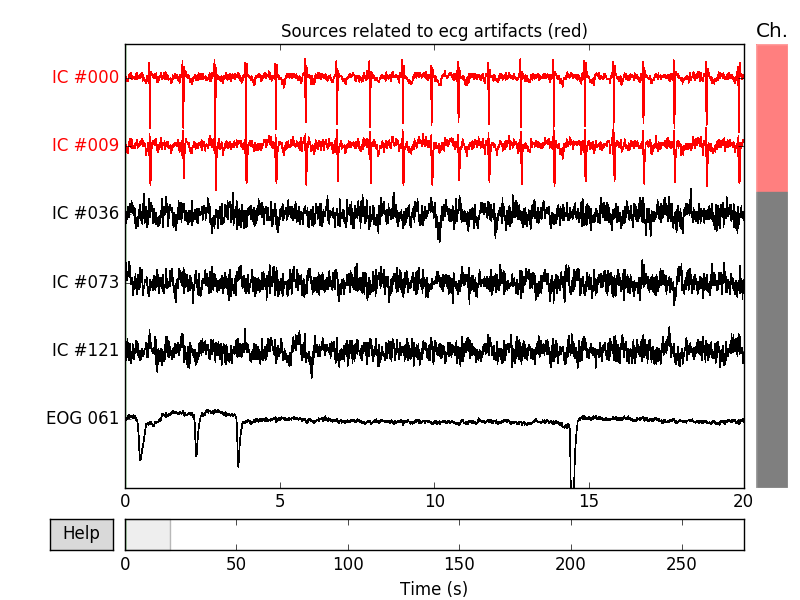 Sources related to ecg artifacts (red)
Ch.
IC #000
IC #009
IC #036
IC #073
IC #121
EOG 061
0 5 10 15 20
Help
0 50 100 150 200 250
Time (s)